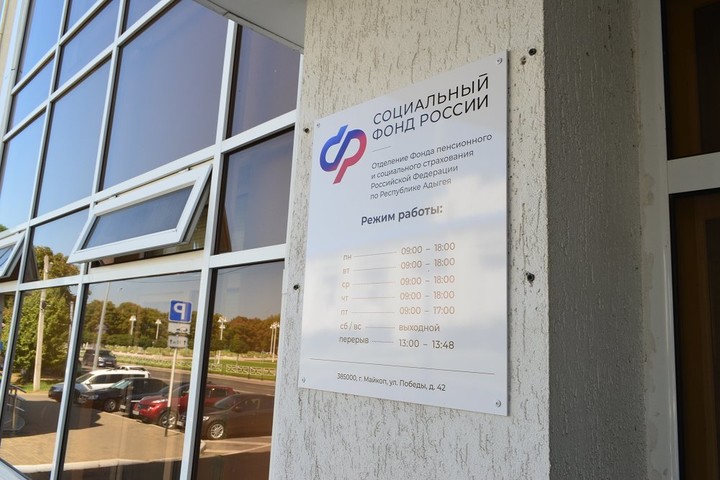 СОЦИАЛЬНЫЙ
ФОНД РОССИИ
Отделение Фонда пенсионного
и социального страхования
Российской Федерации
по Республике Адыгея
Режим работы:
пн 09:00 – 18:00
вт 09:00 – 18:00
ср 09:00 – 18:00
чт 09:00 – 18:00
пт 09:00 – 17:00
сб / вс выходной
перерыв 13:00 – 13:48
385000, г. Майкоп, ул. Победы, д. 42